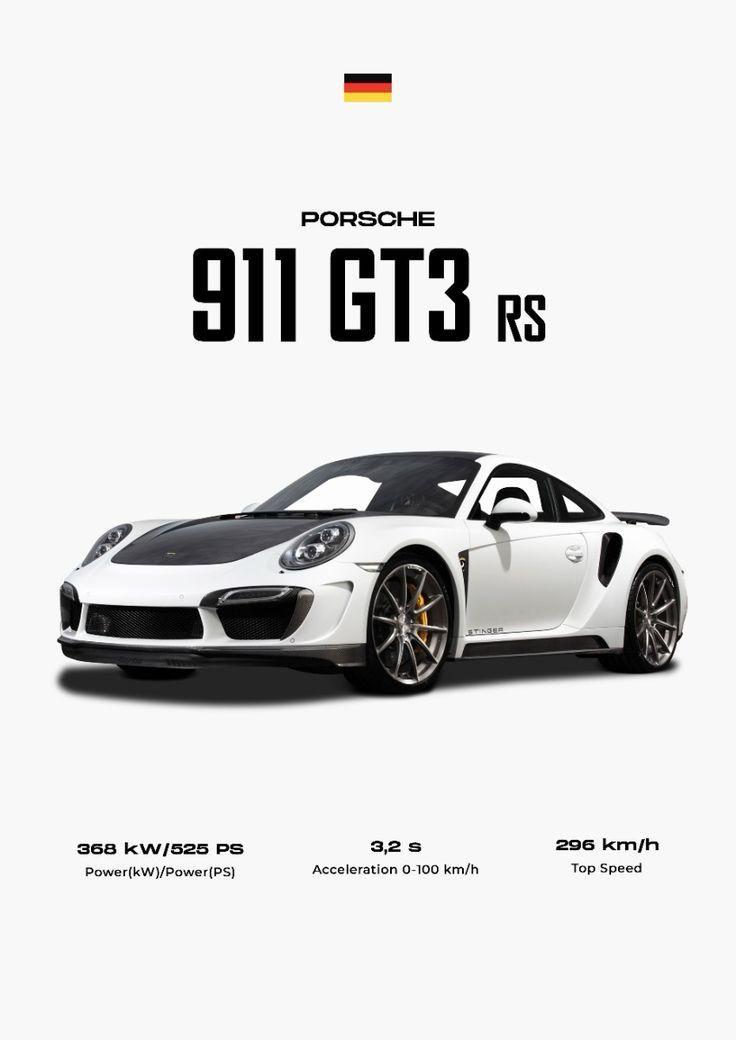 PORSCHE
911 GT3 RS
STINGER
368 kW/525 PS
Power(kW)/Power(PS)
3,2 s
Acceleration 0-100 km/h
296 km/h
Top Speed